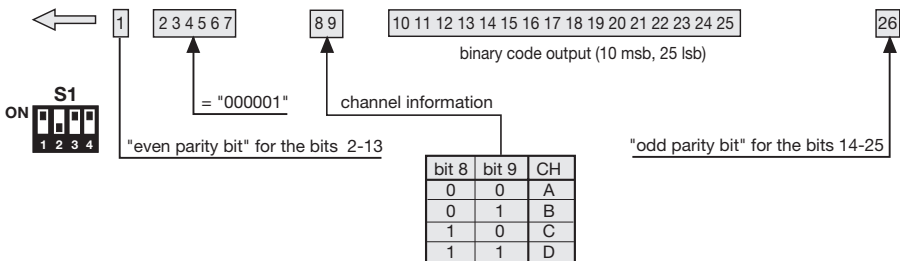 1 2 3 4 5 6 7 8 9 10 11 12 13 14 15 16 17 18 19 20 21 22 23 24 25 26
binary code output (10 msb, 25 lsb)
S1
ON
1 2 3 4
= "000001"
channel information
"even parity bit" for the bits 2-13
"odd parity bit" for the bits 14-25
bit 8 bit 9 CH
0 0 A
0 1 B
1 0 C
1 1 D